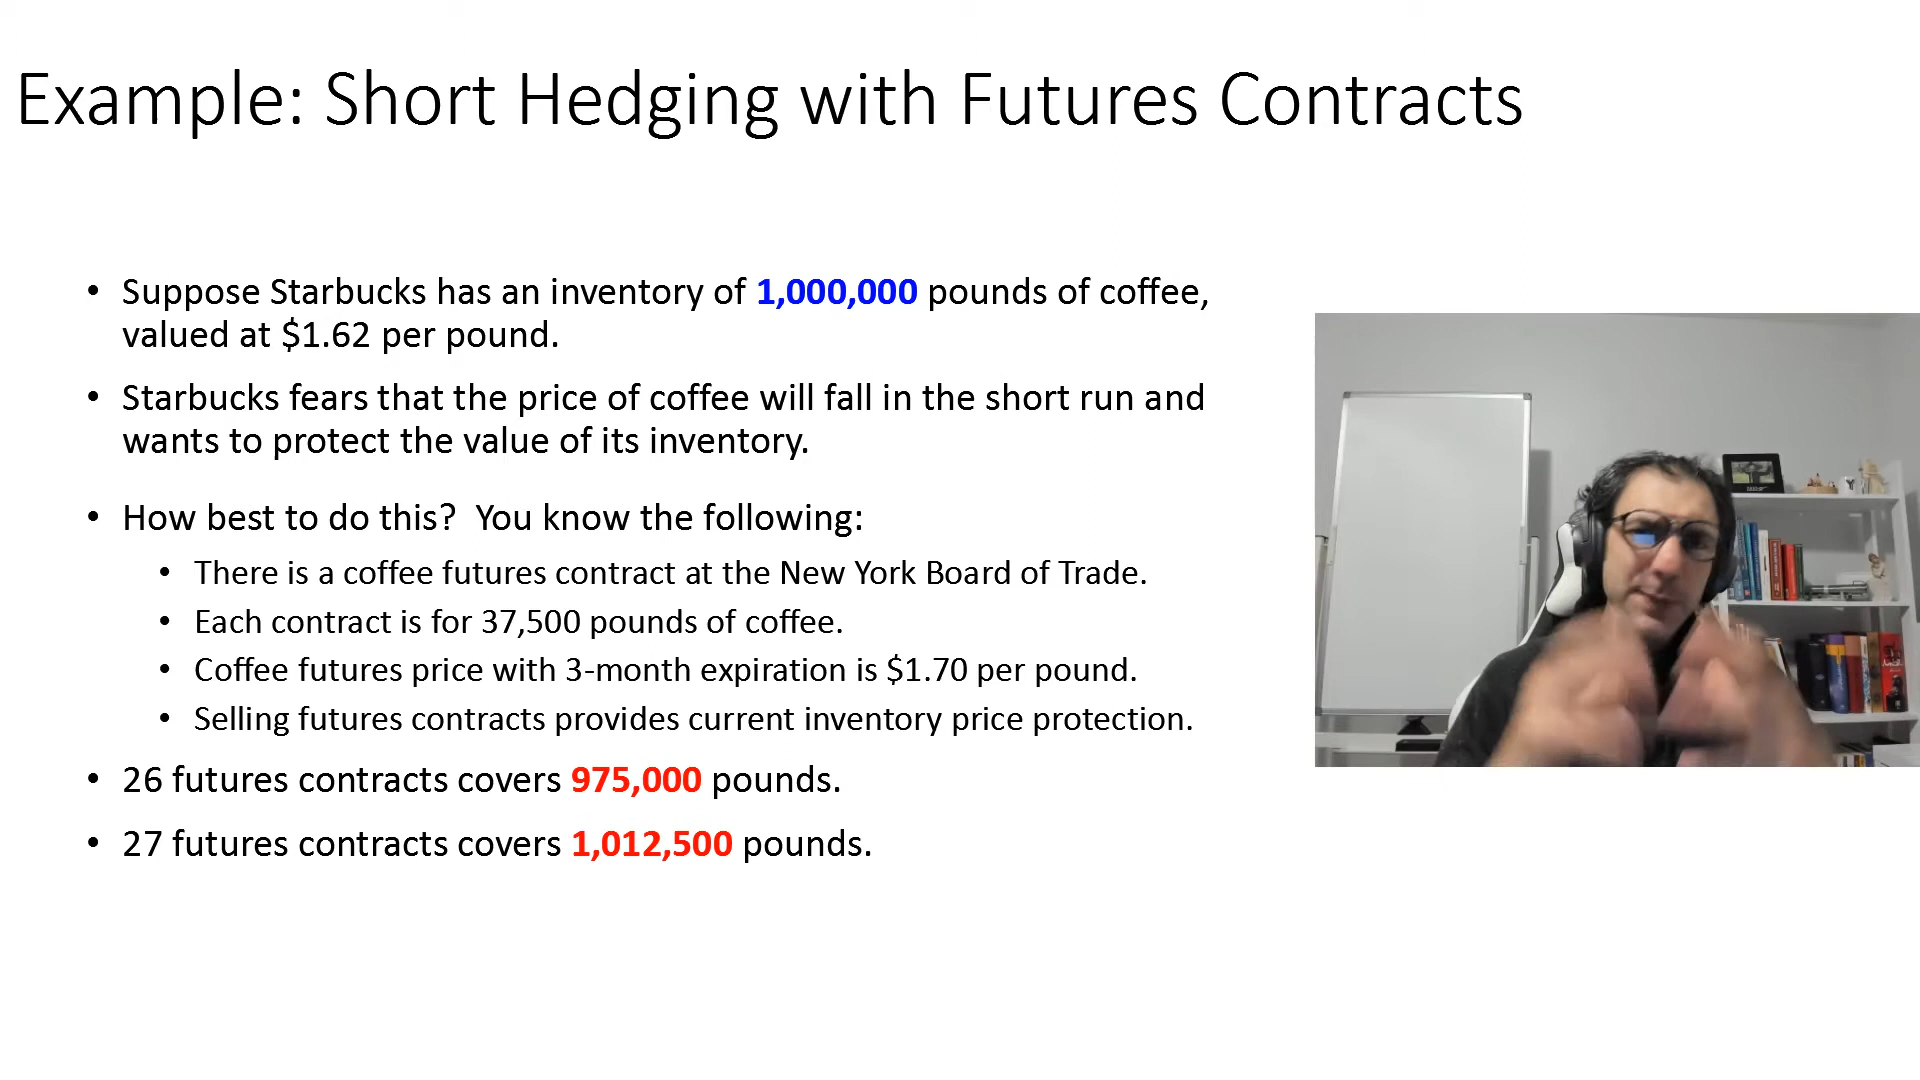 Example: Short Hedging with Futures Contracts
• Suppose Starbucks has an inventory of 1,000,000 pounds of coffee,
valued at $1.62 per pound.
• Starbucks fears that the price of coffee will fall in the short run and
wants to protect the value of its inventory.
• How best to do this?  You know the following:
• There is a coffee futures contract at the New York Board of Trade.
• Each contract is for 37,500 pounds of coffee.
• Coffee futures price with 3-month expiration is $1.70 per pound.
• Selling futures contracts provides current inventory price protection.
• 26 futures contracts covers 975,000 pounds.
• 27 futures contracts covers 1,012,500 pounds.